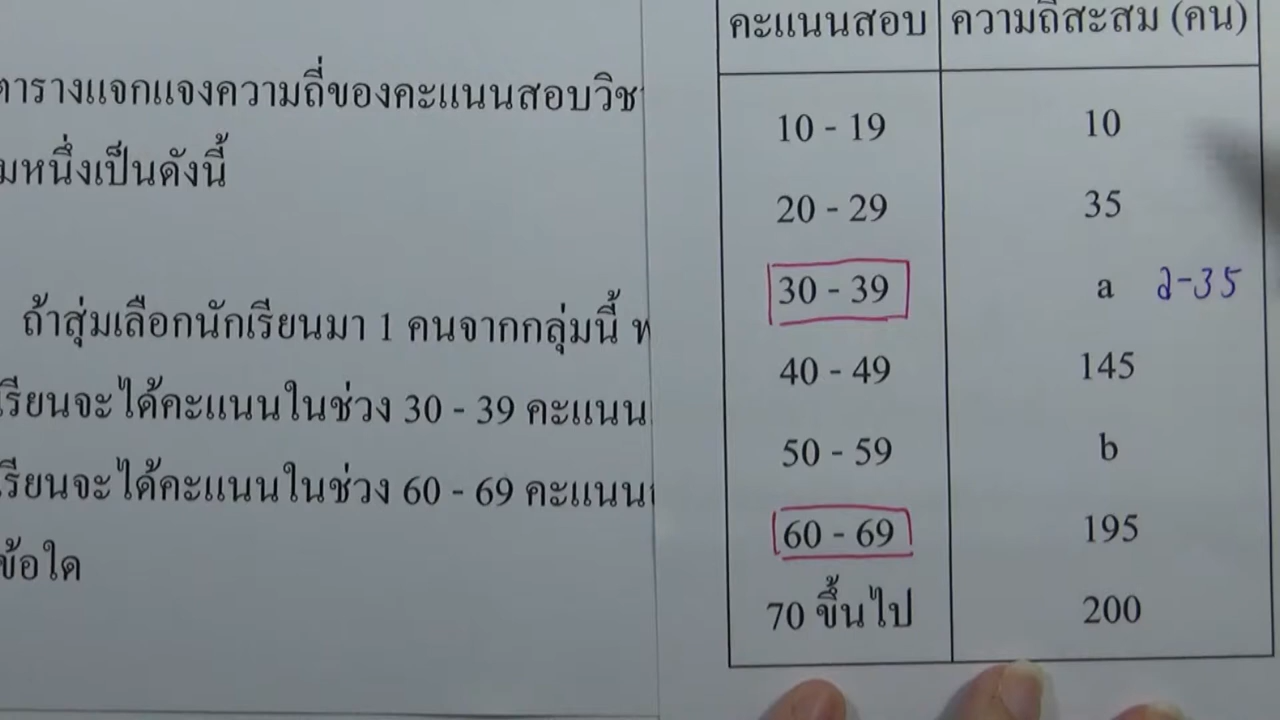 ตารางแจกแจงความถี่ของคะแนนสอบวิช
มหนึ่งเป็นดังนี้
ถ้าสุ่มเลือกนักเรียนมา 1 คนจากกลุ่มนี้ พ
เรียนจะได้คะแนนในช่วง 30 - 39 คะแนน
เรียนจะได้คะแนนในช่วง 60 - 69 คะแนน
ข้อใด
คะแนนสอบ ความถี่สะสม (คน)
10 - 19 10
20 - 29 35
30 - 39 a a-35
40 - 49 145
50 - 59 b
60 - 69 195
70 ขึ้นไป 200